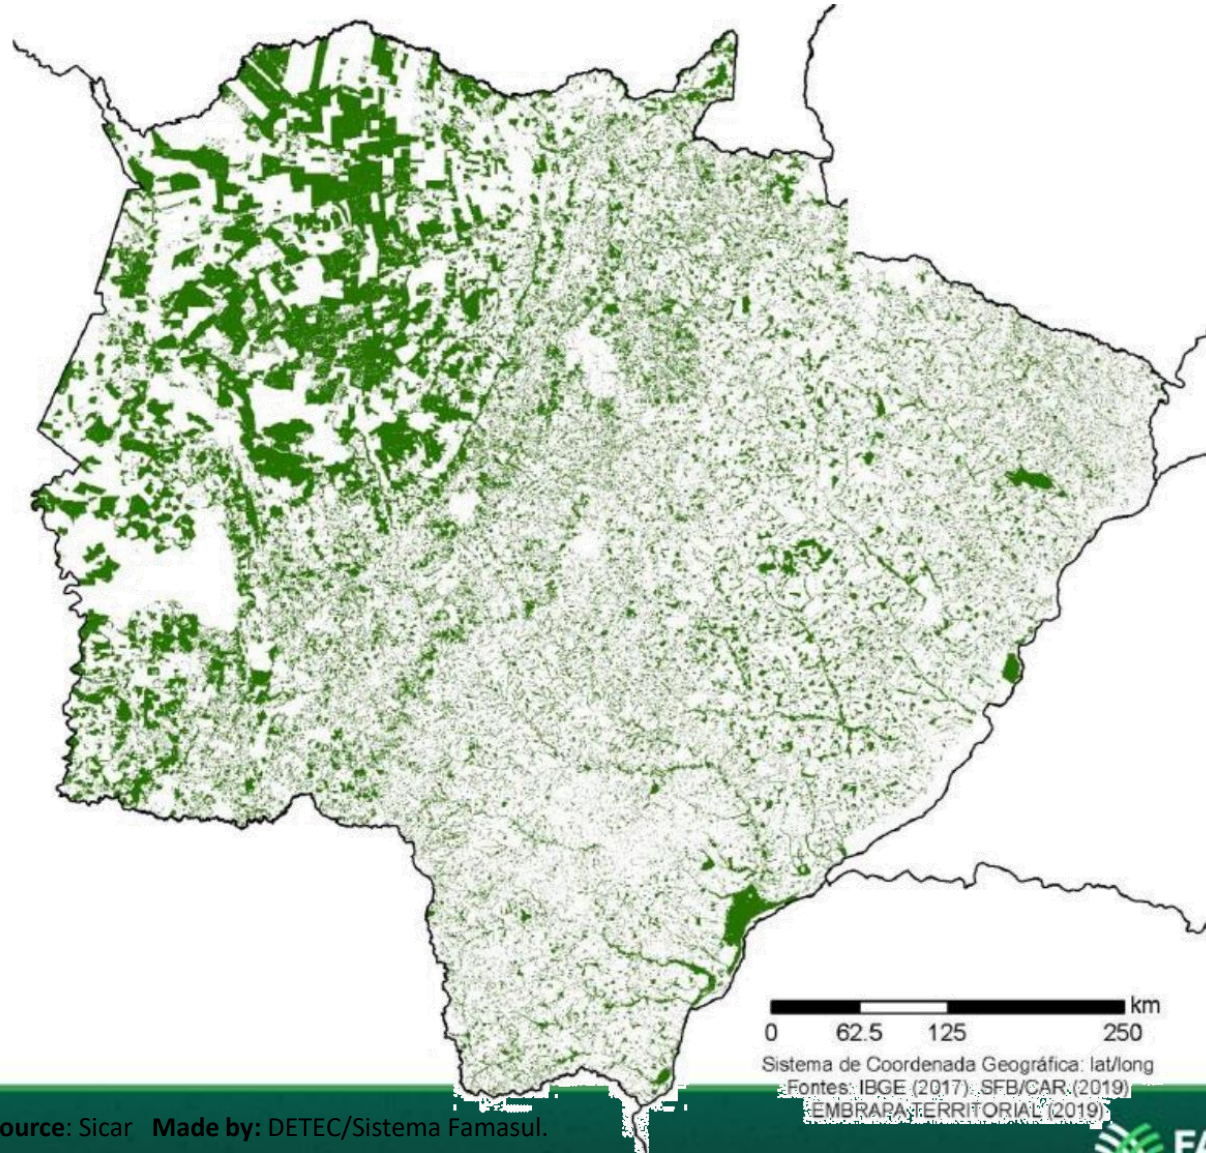 km
0 62.5 125 250
Sistema de Coordenada Geográfica: lat/long
Fontes: IBGE (2017) SFB/CAR (2019)
EMBRAPA TERRITORIAL (2019)
ource: Sicar Made by: DETEC/Sistema Famasul.
FA